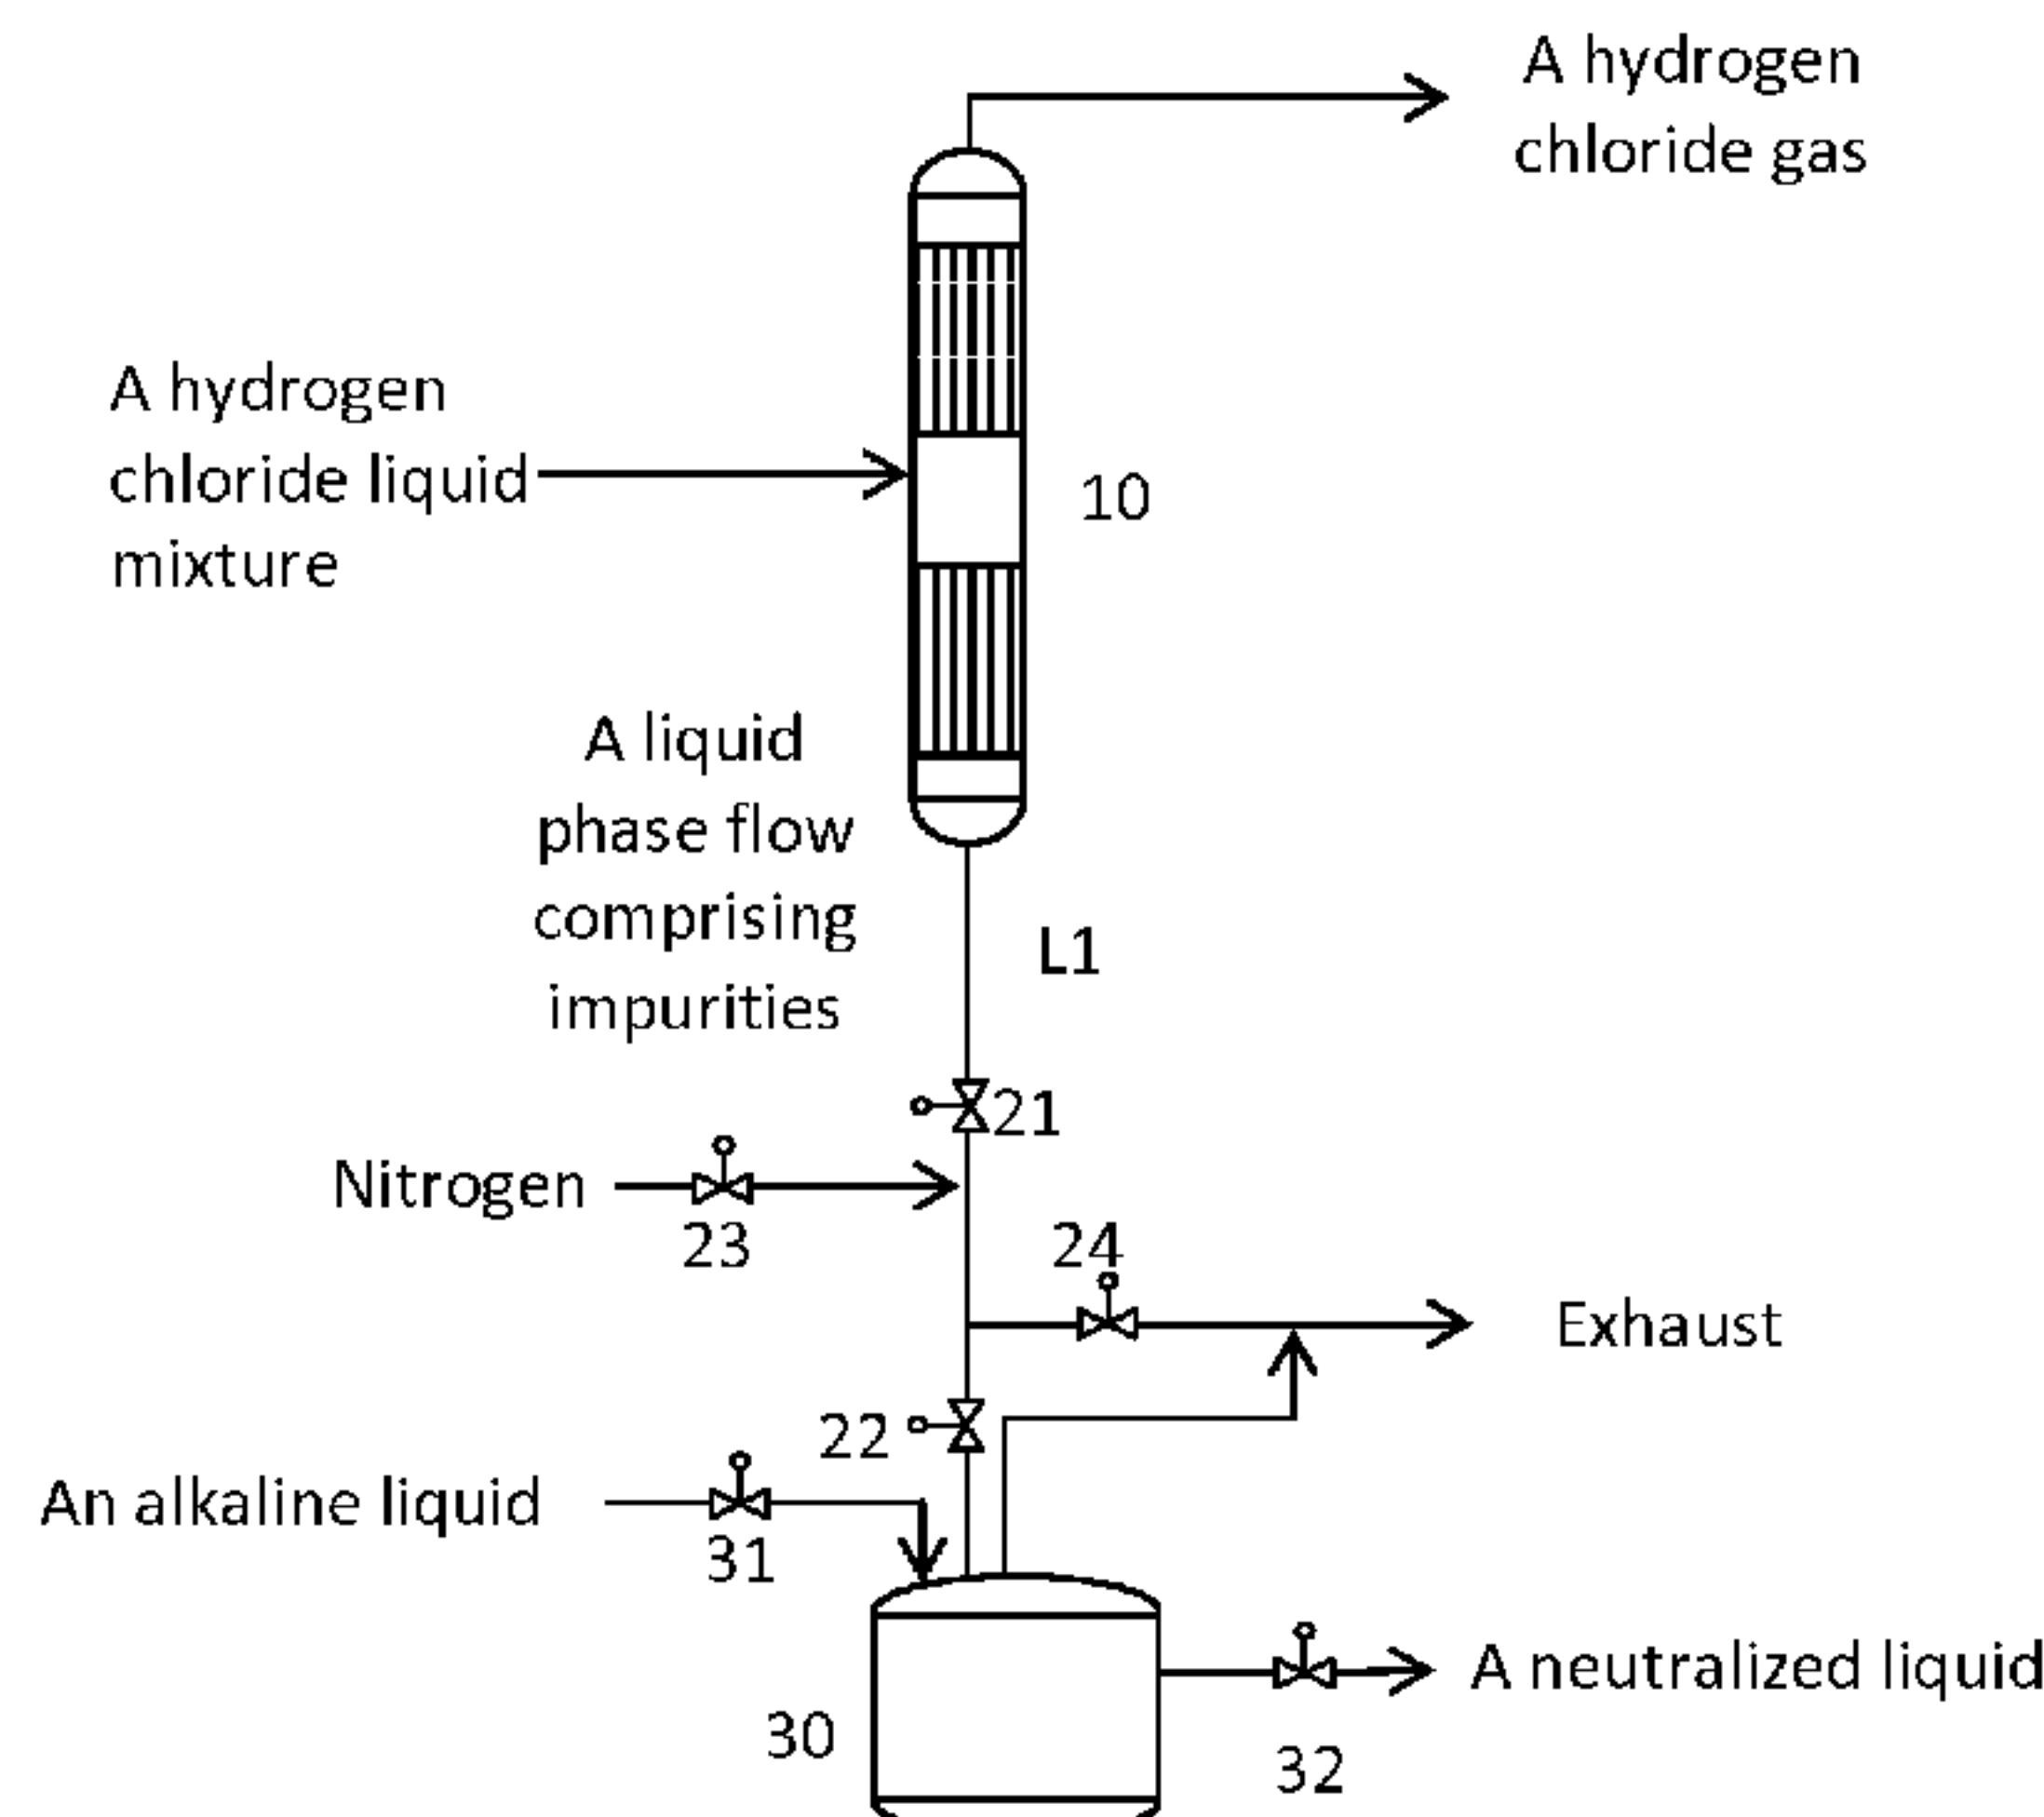 A hydrogen
chloride gas
A hydrogen
chloride liquid
mixture
10
A liquid
phase flow
comprising
impurities
L1
21
Nitrogen
23
24
Exhaust
22
An alkaline liquid
31
A neutralized liquid
30
32